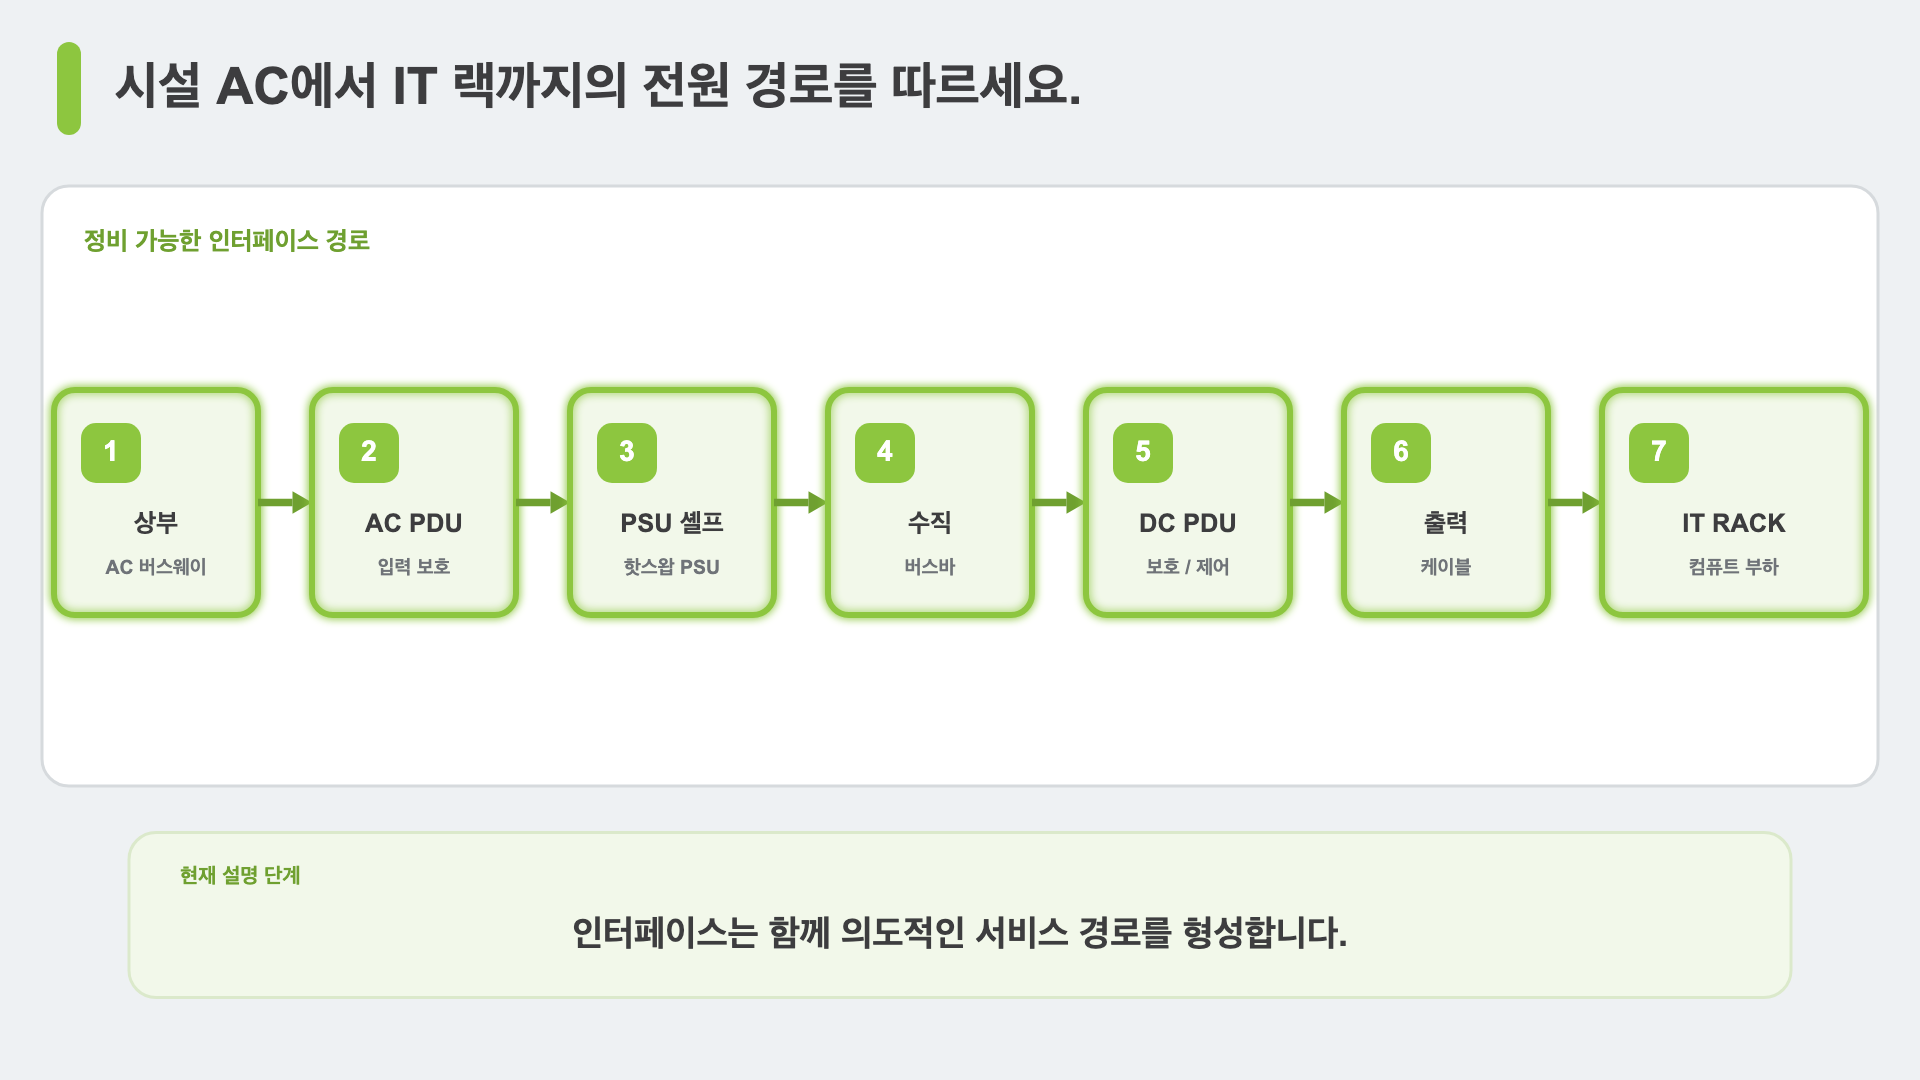 시설 AC에서 IT 랙까지의 전원 경로를 따르세요.
정비 가능한 인터페이스 경로
1
상부
AC 버스웨이
2
AC PDU
입력 보호
3
PSU 셸프
핫스왑 PSU
4
수직
버스바
5
DC PDU
보호 / 제어
6
출력
케이블
7
IT RACK
컴퓨트 부하
현재 설명 단계
인터페이스는 함께 의도적인 서비스 경로를 형성합니다.